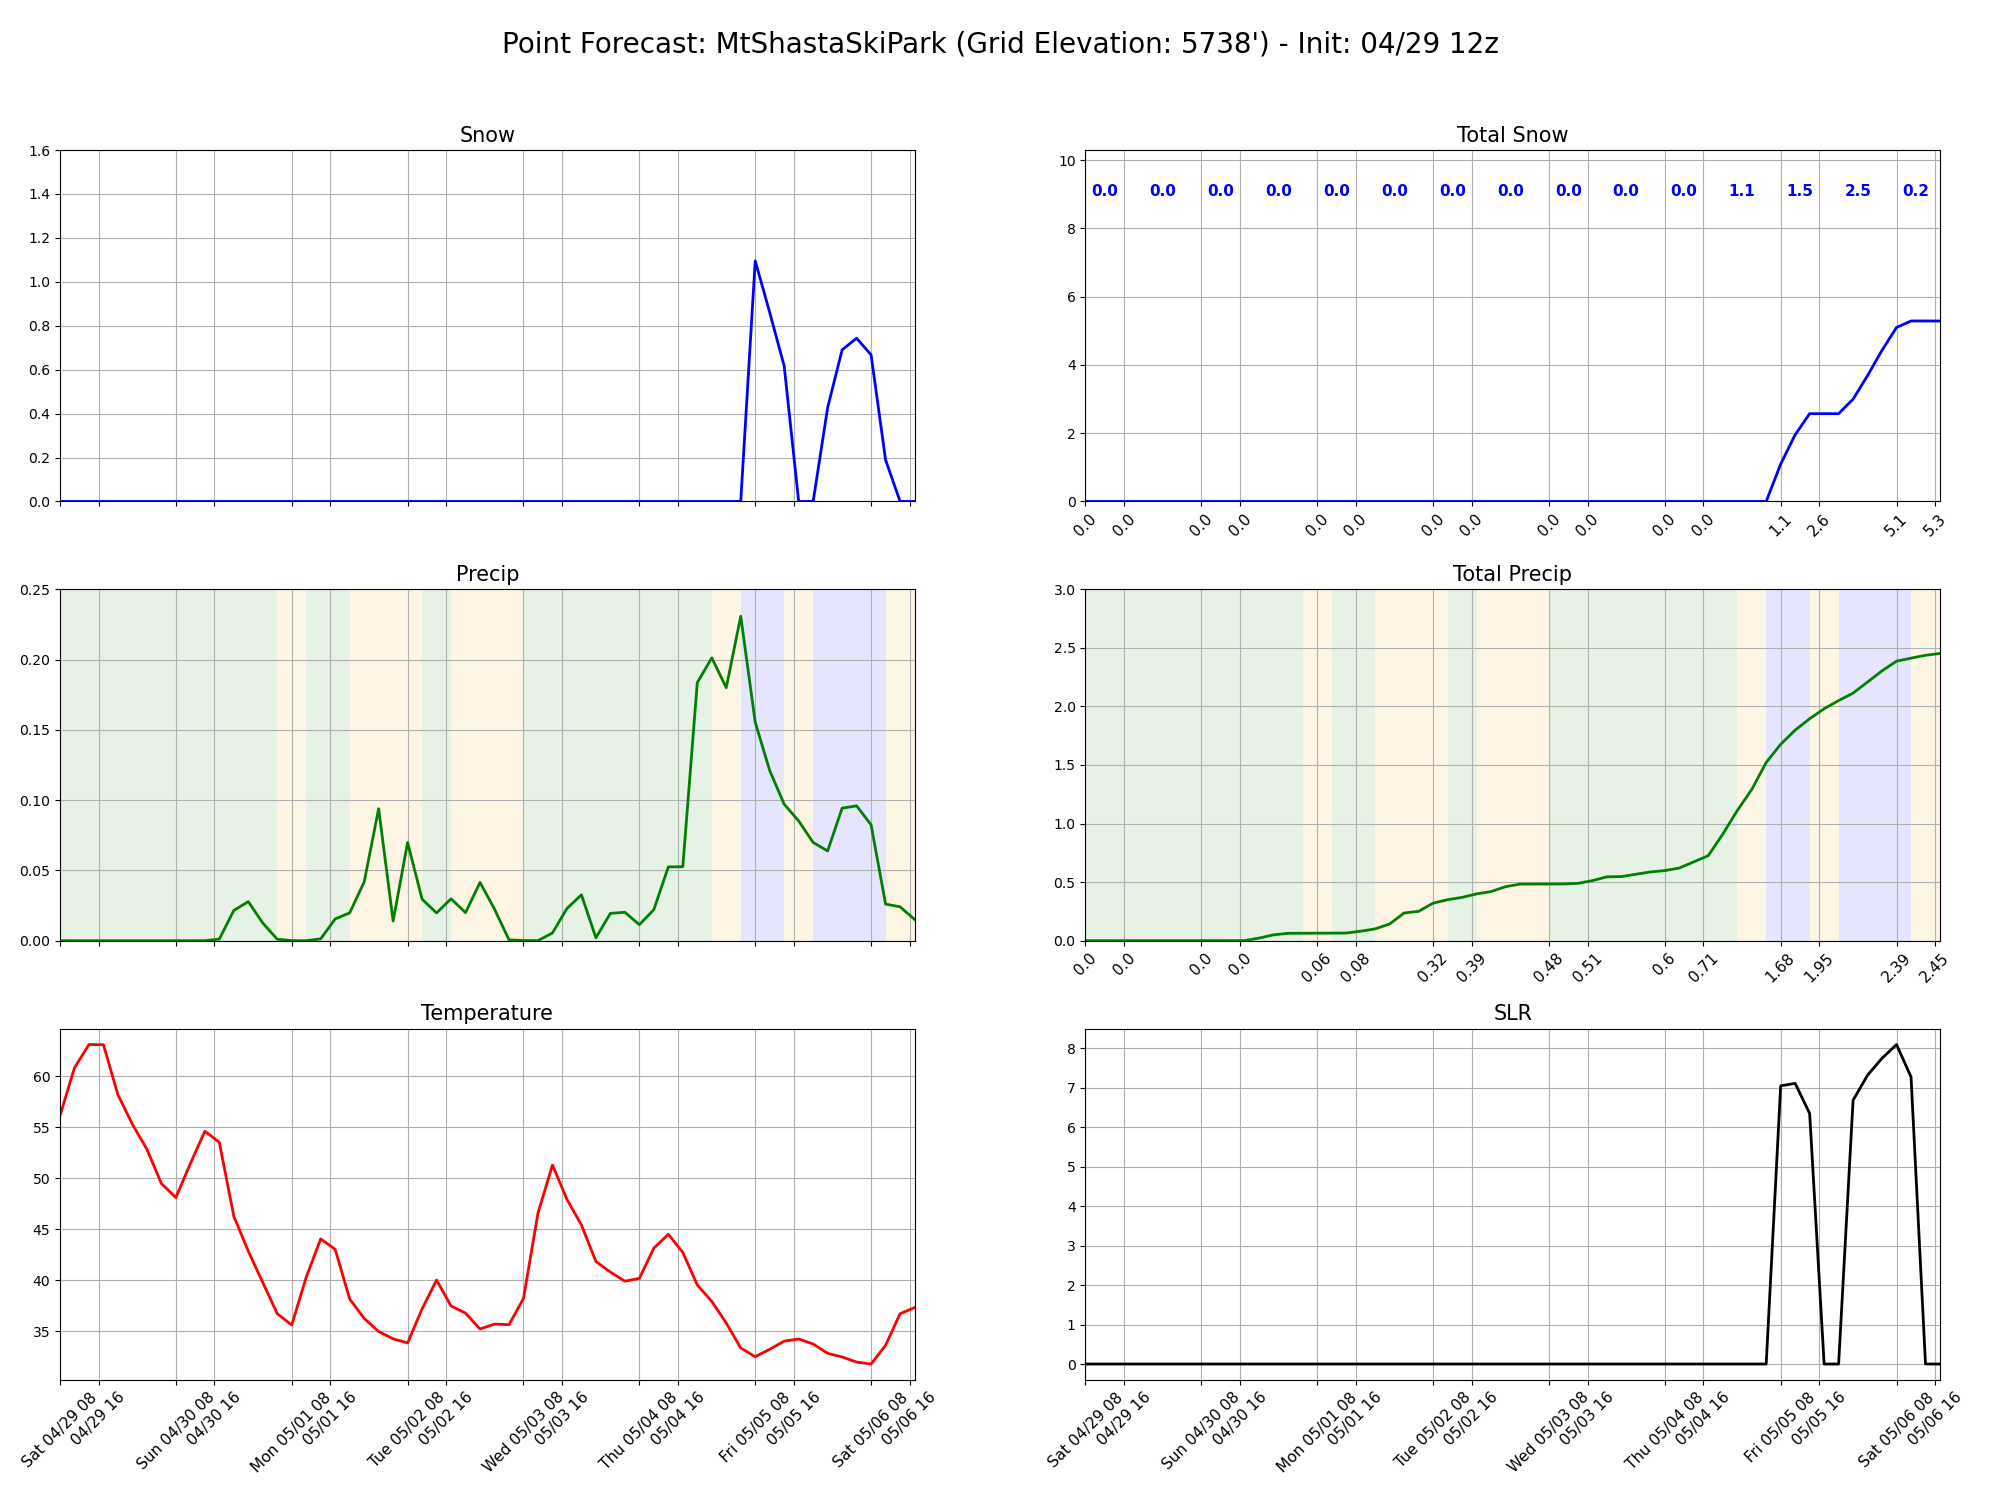 Point Forecast: MtShastaSkiPark (Grid Elevation: 5738') - Init: 04/29 12z
Snow
1.6
1.4
1.2
1.0
0.8
0.6
0.4
0.2
0.0
Total Snow
10
8
6
4
2
0
0.0 0.0 0.0 0.0 0.0 0.0 0.0 0.0 0.0 0.0 0.0 1.1 1.5 2.5 0.2
0.0 0.0 0.0 0.0 0.0 0.0 0.0 0.0 0.0 0.0 0.0 0.0 1.1 2.6 5.1 5.3
Precip
0.25
0.20
0.15
0.10
0.05
0.00
Total Precip
3.0
2.5
2.0
1.5
1.0
0.5
0.0
0.0 0.0 0.0 0.0 0.06 0.08 0.32 0.39 0.48 0.51 0.6 0.71 1.68 1.95 2.39 2.45
Temperature
60
55
50
45
40
35
Sat 04/29 08
04/29 16
Sun 04/30 08
04/30 16
Mon 05/01 08
05/01 16
Tue 05/02 08
05/02 16
Wed 05/03 08
05/03 16
Thu 05/04 08
05/04 16
Fri 05/05 08
05/05 16
Sat 05/06 08
05/06 16
SLR
8
7
6
5
4
3
2
1
0
Sat 04/29 08
04/29 16
Sun 04/30 08
04/30 16
Mon 05/01 08
05/01 16
Tue 05/02 08
05/02 16
Wed 05/03 08
05/03 16
Thu 05/04 08
05/04 16
Fri 05/05 08
05/05 16
Sat 05/06 08
05/06 16